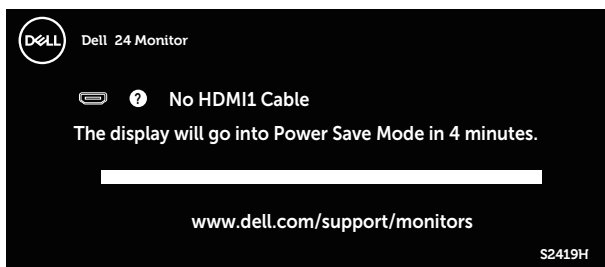 DELL Dell 24 Monitor
? No HDMI1 Cable
The display will go into Power Save Mode in 4 minutes.
www.dell.com/support/monitors
S2419H